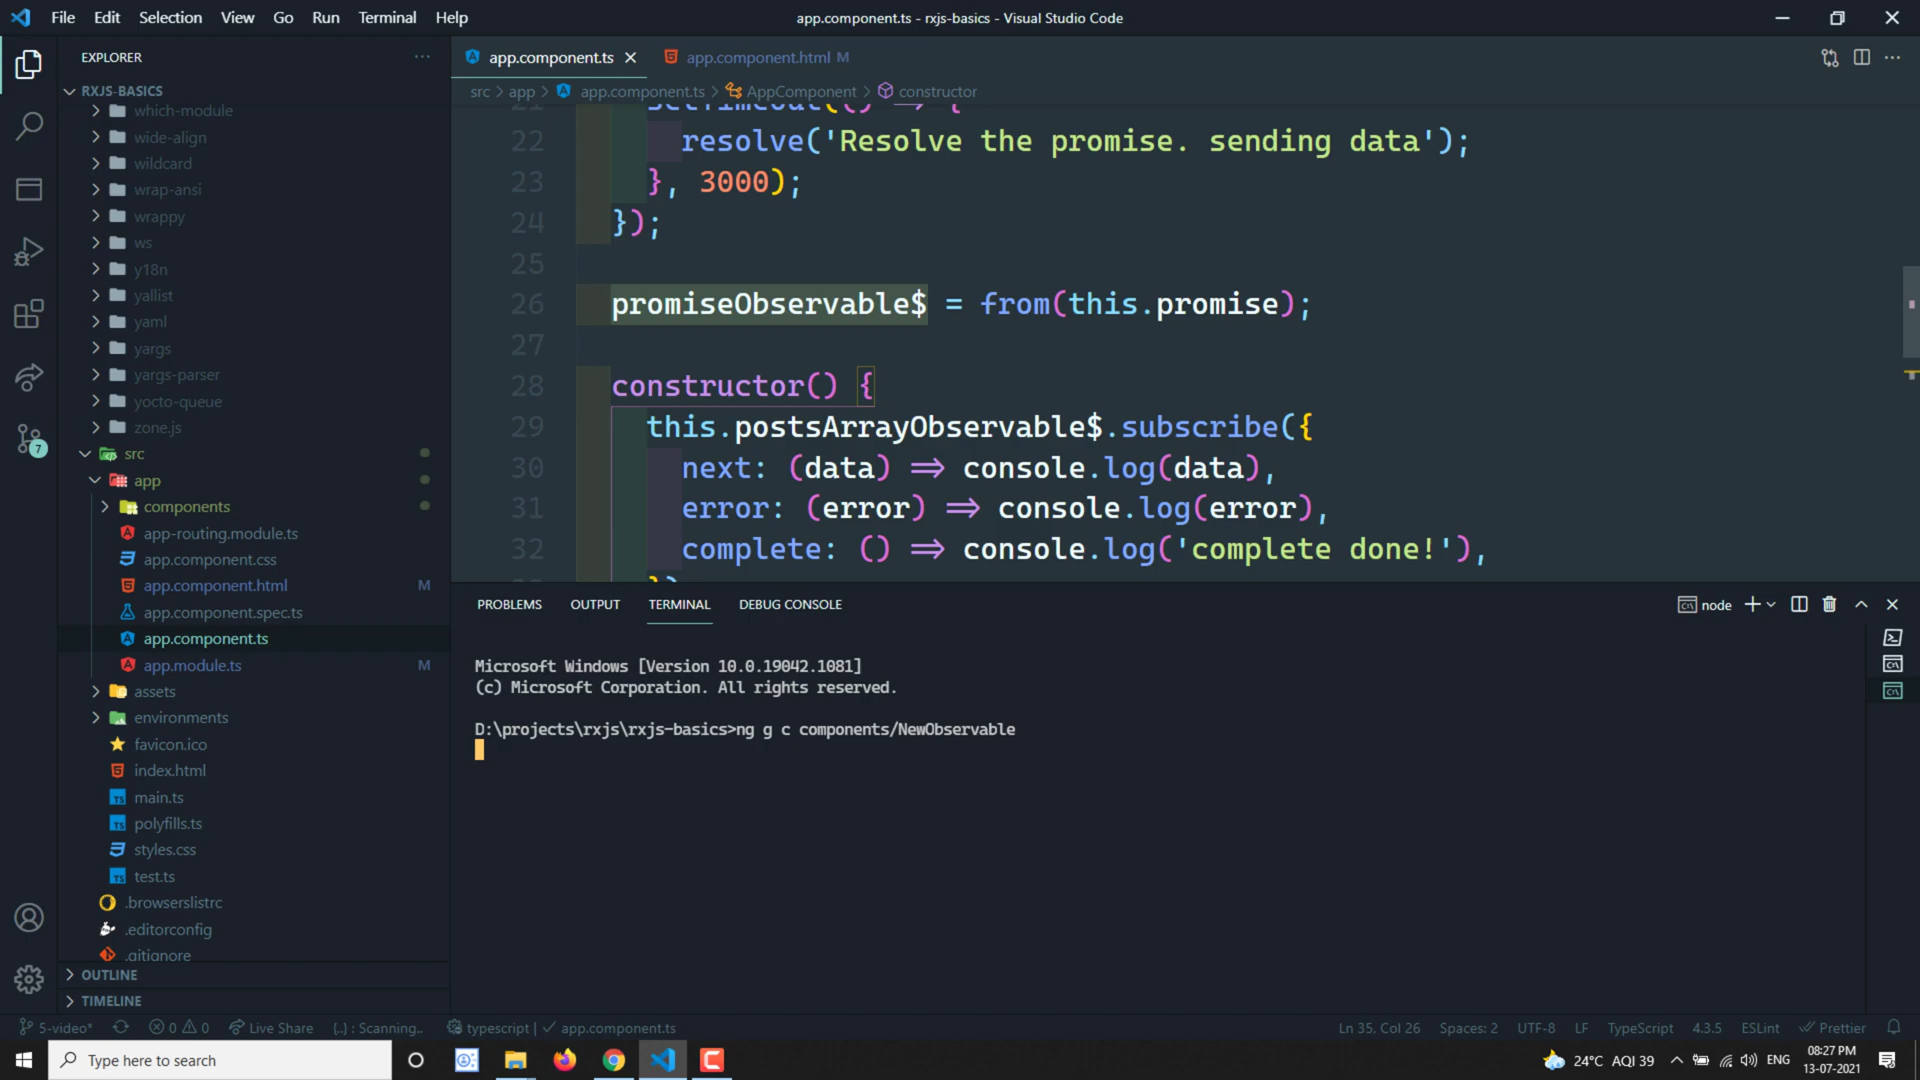 File Edit Selection View Go Run Terminal Help
app.component.ts - rxjs-basics - Visual Studio Code
EXPLORER
RXJS-BASICS
which-module
wide-align
wildcard
wrap-ansi
wrappy
ws
y18n
yallist
yaml
yargs
yargs-parser
yocto-queue
zone.js
src
app
components
app-routing.module.ts
app.component.css
app.component.html M
app.component.spec.ts
app.component.ts
app.module.ts M
assets
environments
favicon.ico
index.html
main.ts
polyfills.ts
styles.css
test.ts
.browserslistrc
.editorconfig
.gitignore
OUTLINE
TIMELINE
7
app.component.ts
app.component.html M
src > app > app.component.ts > AppComponent > constructor
21 setTimeout(() => {
22 resolve('Resolve the promise. sending data');
23 }, 3000);
24 });
25
26 promiseObservable$ = from(this.promise);
27
28 constructor() {
29 this.postsArrayObservable$.subscribe({
30 next: (data) => console.log(data),
31 error: (error) => console.log(error),
32 complete: () => console.log('complete done!'),
PROBLEMS OUTPUT TERMINAL DEBUG CONSOLE
node
Microsoft Windows [Version 10.0.19042.1081]
(c) Microsoft Corporation. All rights reserved.
D:\projects\rxjs\rxjs-basics>ng g c components/NewObservable
5-video* 0 0 Live Share {..} : Scanning.. typescript | app.component.ts
Ln 35, Col 26 Spaces: 2 UTF-8 LF TypeScript 4.3.5 ESLint Prettier
Type here to search
24°C AQI 39 ENG
08:27 PM
13-07-2021